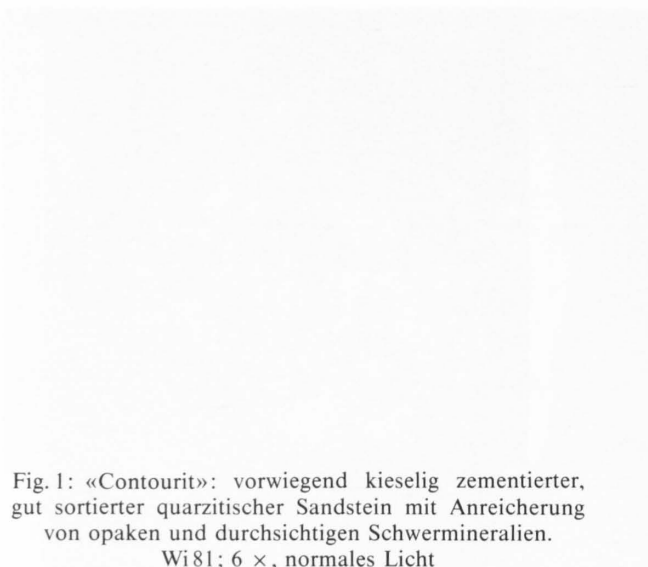 Fig. 1: «Contourit»: vorwiegend kieselig zementierter,
gut sortierter quarzitischer Sandstein mit Anreicherung
von opaken und durchsichtigen Schwermineralien.
Wi 81; 6 ×, normales Licht